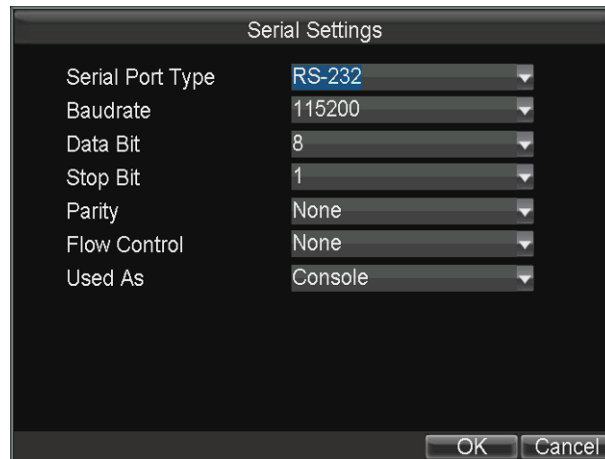 Serial Settings
Serial Port Type RS-232
Baudrate 115200
Data Bit 8
Stop Bit 1
Parity None
Flow Control None
Used As Console
OK Cancel